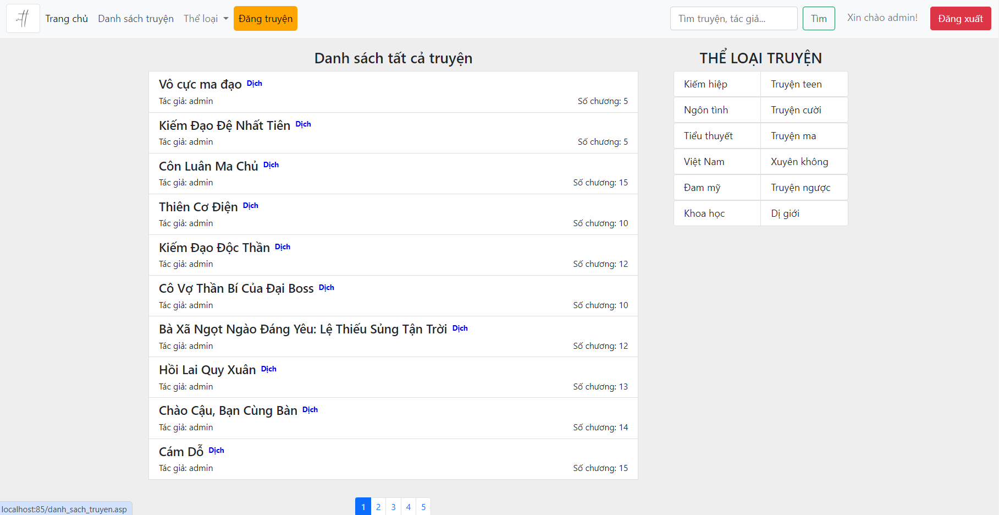 Trang chủ Danh sách truyện Thể loại Đăng truyện Tìm truyện, tác giả... Tìm Xin chào admin! Đăng xuất
Danh sách tất cả truyện
Vô cực ma đạo Dịch
Tác giả: admin Số chương: 5
Kiếm Đạo Đệ Nhất Tiên Dịch
Tác giả: admin Số chương: 5
Côn Luân Ma Chủ Dịch
Tác giả: admin Số chương: 15
Thiên Cơ Điện Dịch
Tác giả: admin Số chương: 10
Kiếm Đạo Độc Thần Dịch
Tác giả: admin Số chương: 12
Cô Vợ Thần Bí Của Đại Boss Dịch
Tác giả: admin Số chương: 10
Bà Xã Ngọt Ngào Đáng Yêu: Lệ Thiếu Sủng Tận Trời Dịch
Tác giả: admin Số chương: 12
Hồi Lai Quy Xuân Dịch
Tác giả: admin Số chương: 13
Chào Cậu, Bạn Cùng Bàn Dịch
Tác giả: admin Số chương: 14
Cám Dỗ Dịch
Tác giả: admin Số chương: 15
1 2 3 4 5
THỂ LOẠI TRUYỆN
Kiếm hiệp Truyện teen
Ngôn tình Truyện cười
Tiểu thuyết Truyện ma
Việt Nam Xuyên không
Đam mỹ Truyện ngược
Khoa học Dị giới
localhost:85/danh_sach_truyen.asp